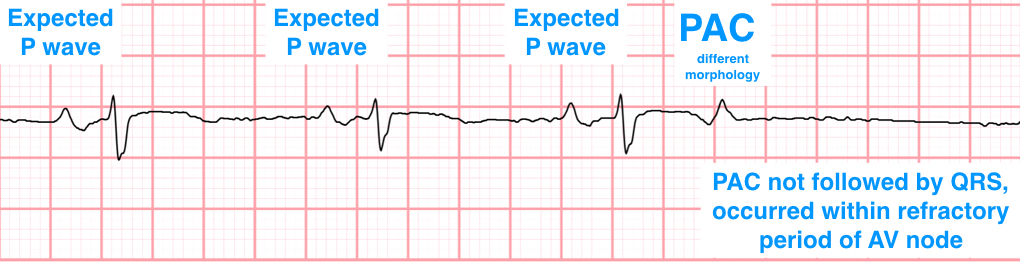 Expected
P wave
Expected
P wave
Expected
P wave
PAC
different
morphology
PAC not followed by QRS,
occurred within refractory
period of AV node